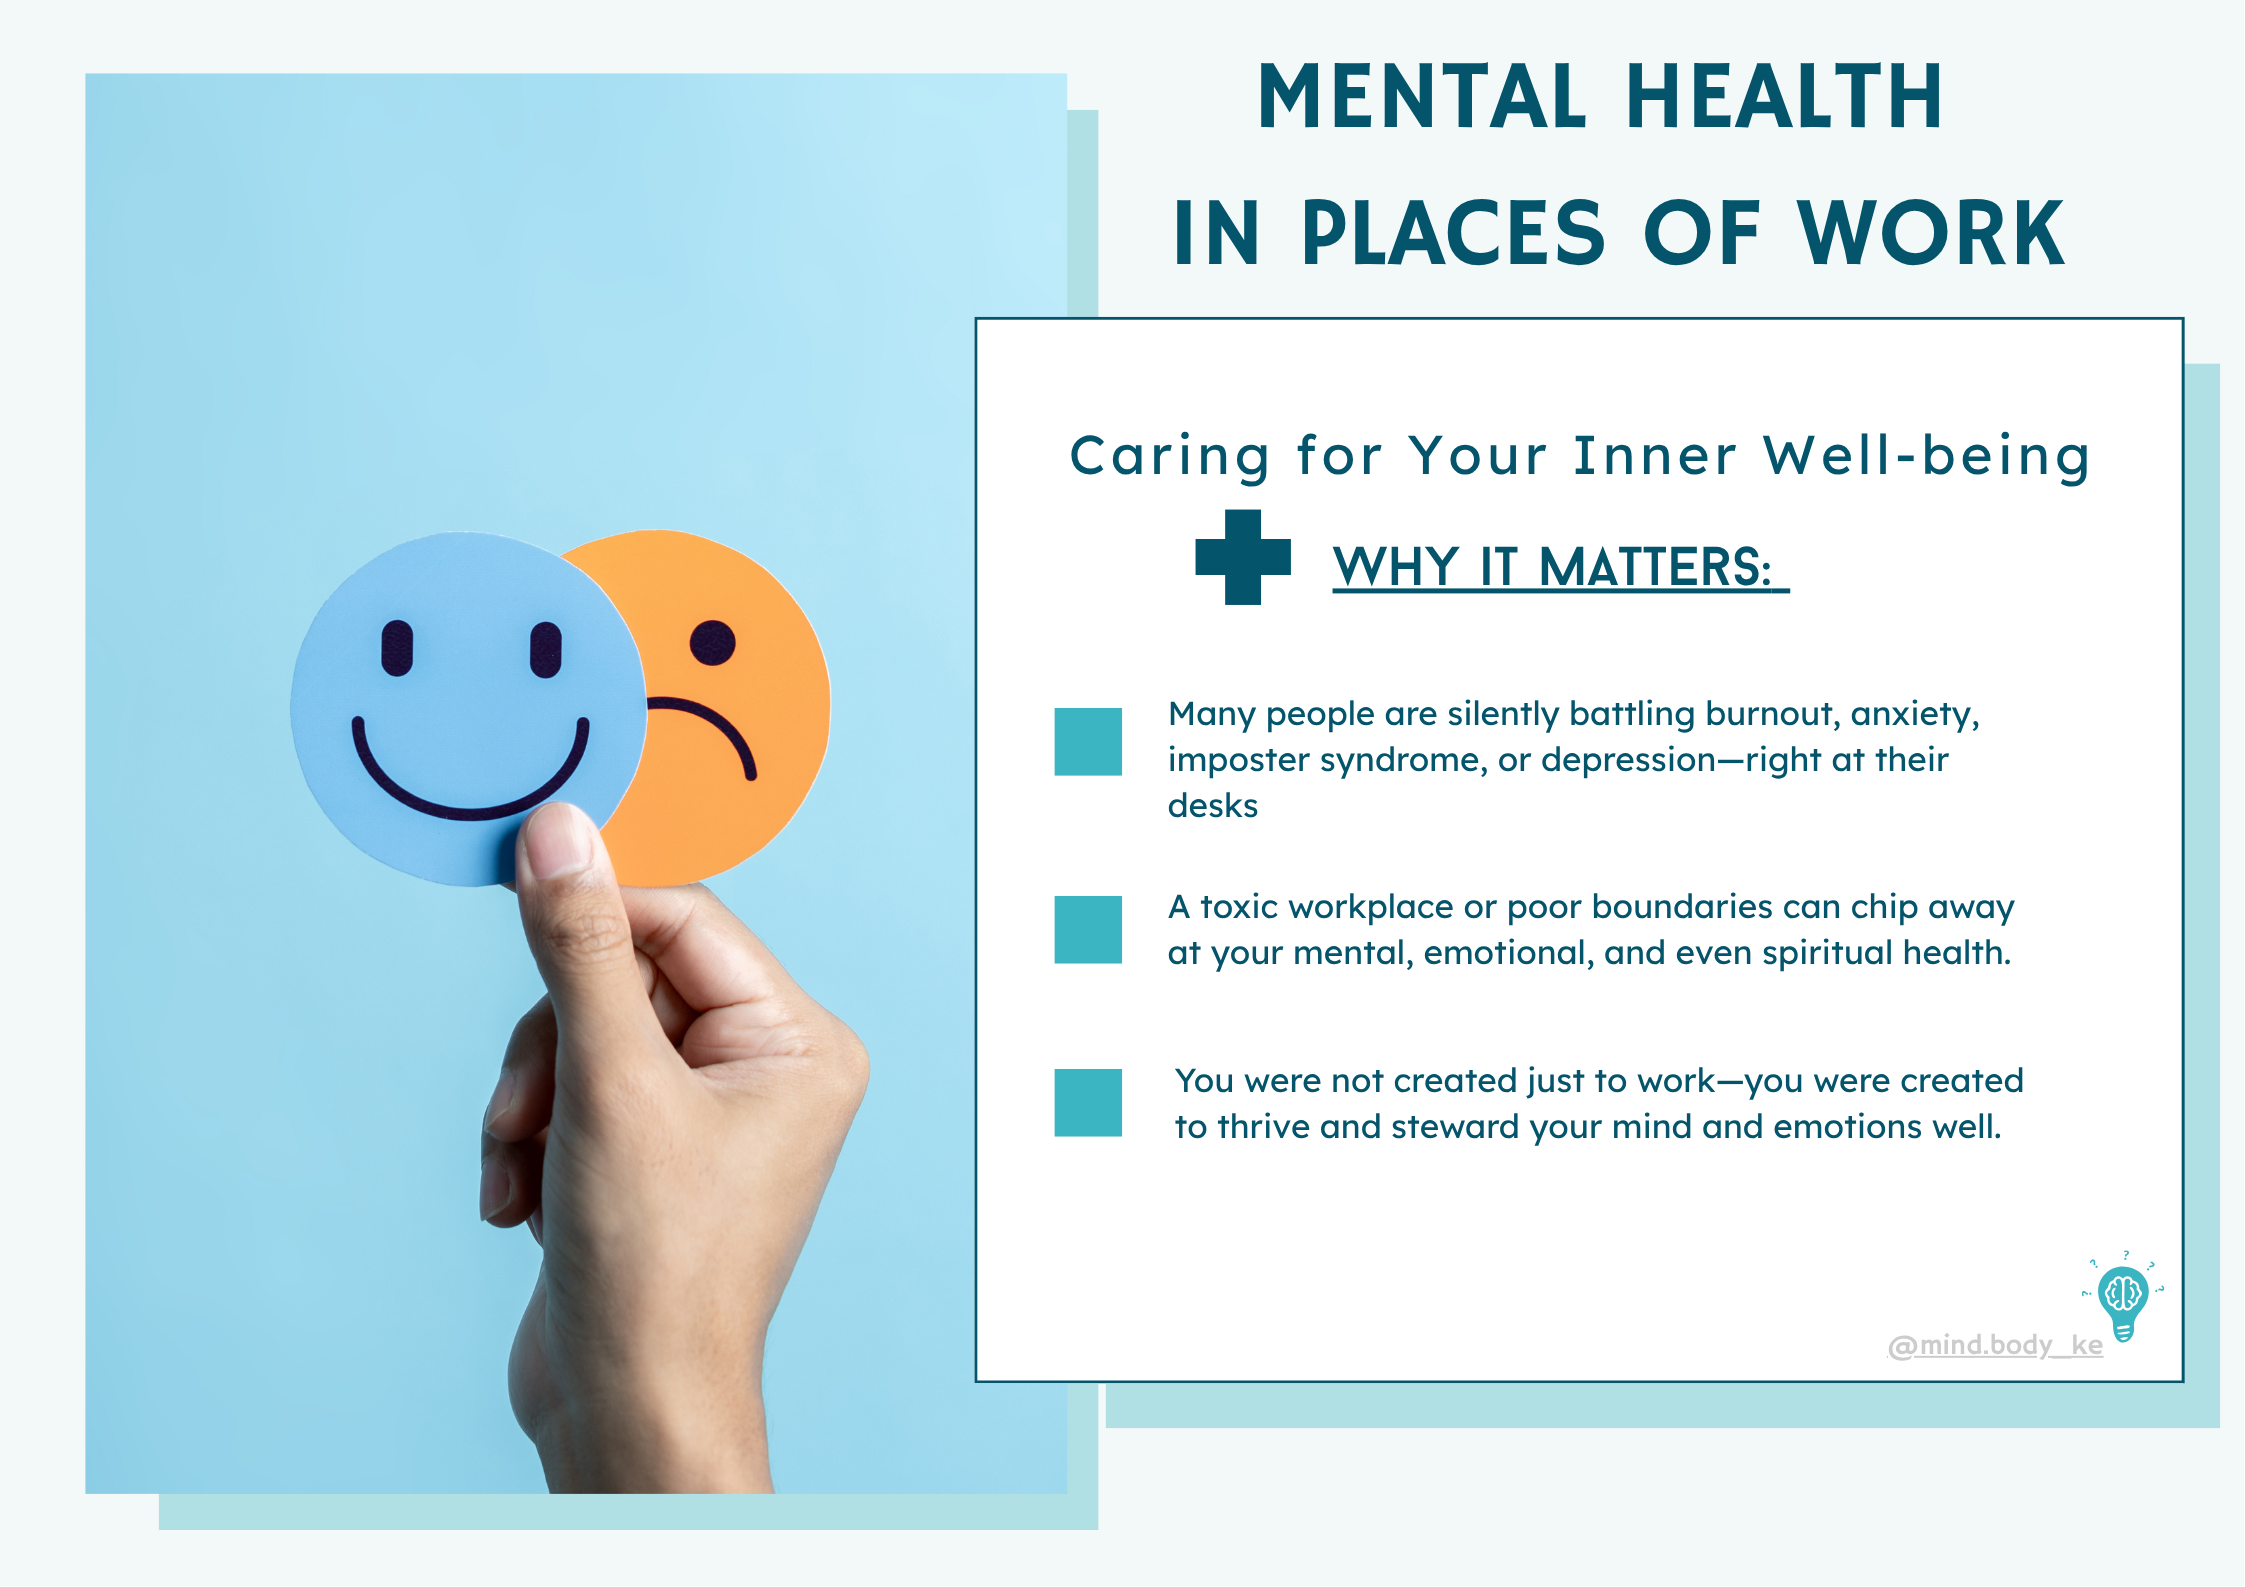 MENTAL HEALTH
IN PLACES OF WORK
Caring for Your Inner Well-being
WHY IT MATTERS:
Many people are silently battling burnout, anxiety,
imposter syndrome, or depression—right at their
desks
A toxic workplace or poor boundaries can chip away
at your mental, emotional, and even spiritual health.
You were not created just to work—you were created
to thrive and steward your mind and emotions well.
? ? ? ? ? ?
@mind.body_ke